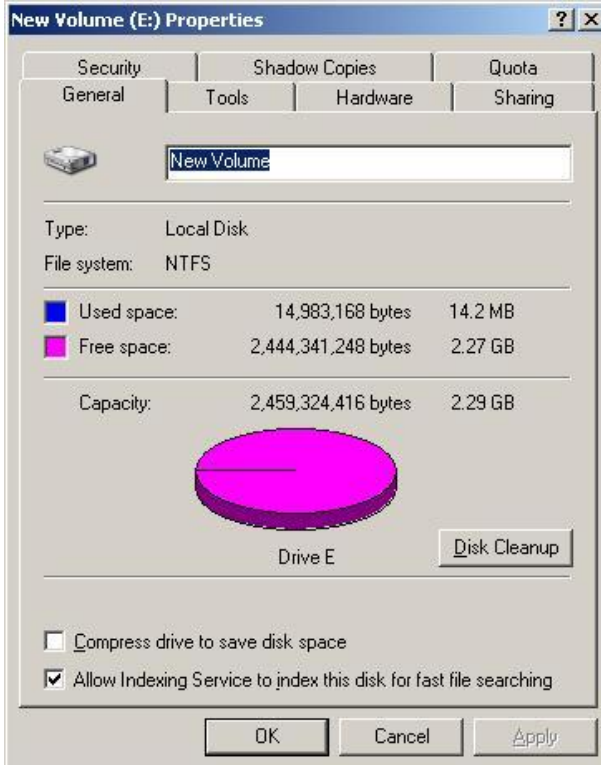 New Volume (E:) Properties
Security Shadow Copies Quota
General Tools Hardware Sharing
New Volume
Type: Local Disk
File system: NTFS
Used space: 14,983,168 bytes 14.2 MB
Free space: 2,444,341,248 bytes 2.27 GB
Capacity: 2,459,324,416 bytes 2.29 GB
Drive E
Disk Cleanup
Compress drive to save disk space
Allow Indexing Service to index this disk for fast file searching
OK Cancel Apply